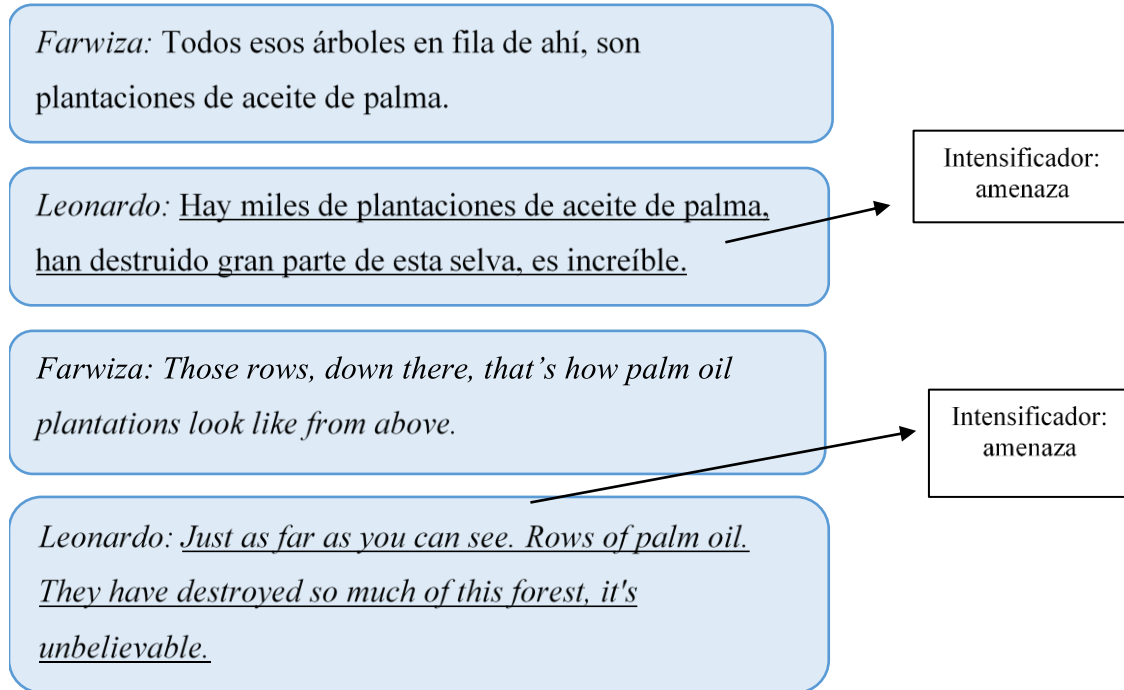 Farwiza: Todos esos árboles en fila de ahí, son
plantaciones de aceite de palma.
Leonardo: Hay miles de plantaciones de aceite de palma,
han destruido gran parte de esta selva, es increíble.
Intensificador:
amenaza
Farwiza: Those rows, down there, that’s how palm oil
plantations look like from above.
Leonardo: Just as far as you can see. Rows of palm oil.
They have destroyed so much of this forest, it's
unbelievable.
Intensificador:
amenaza